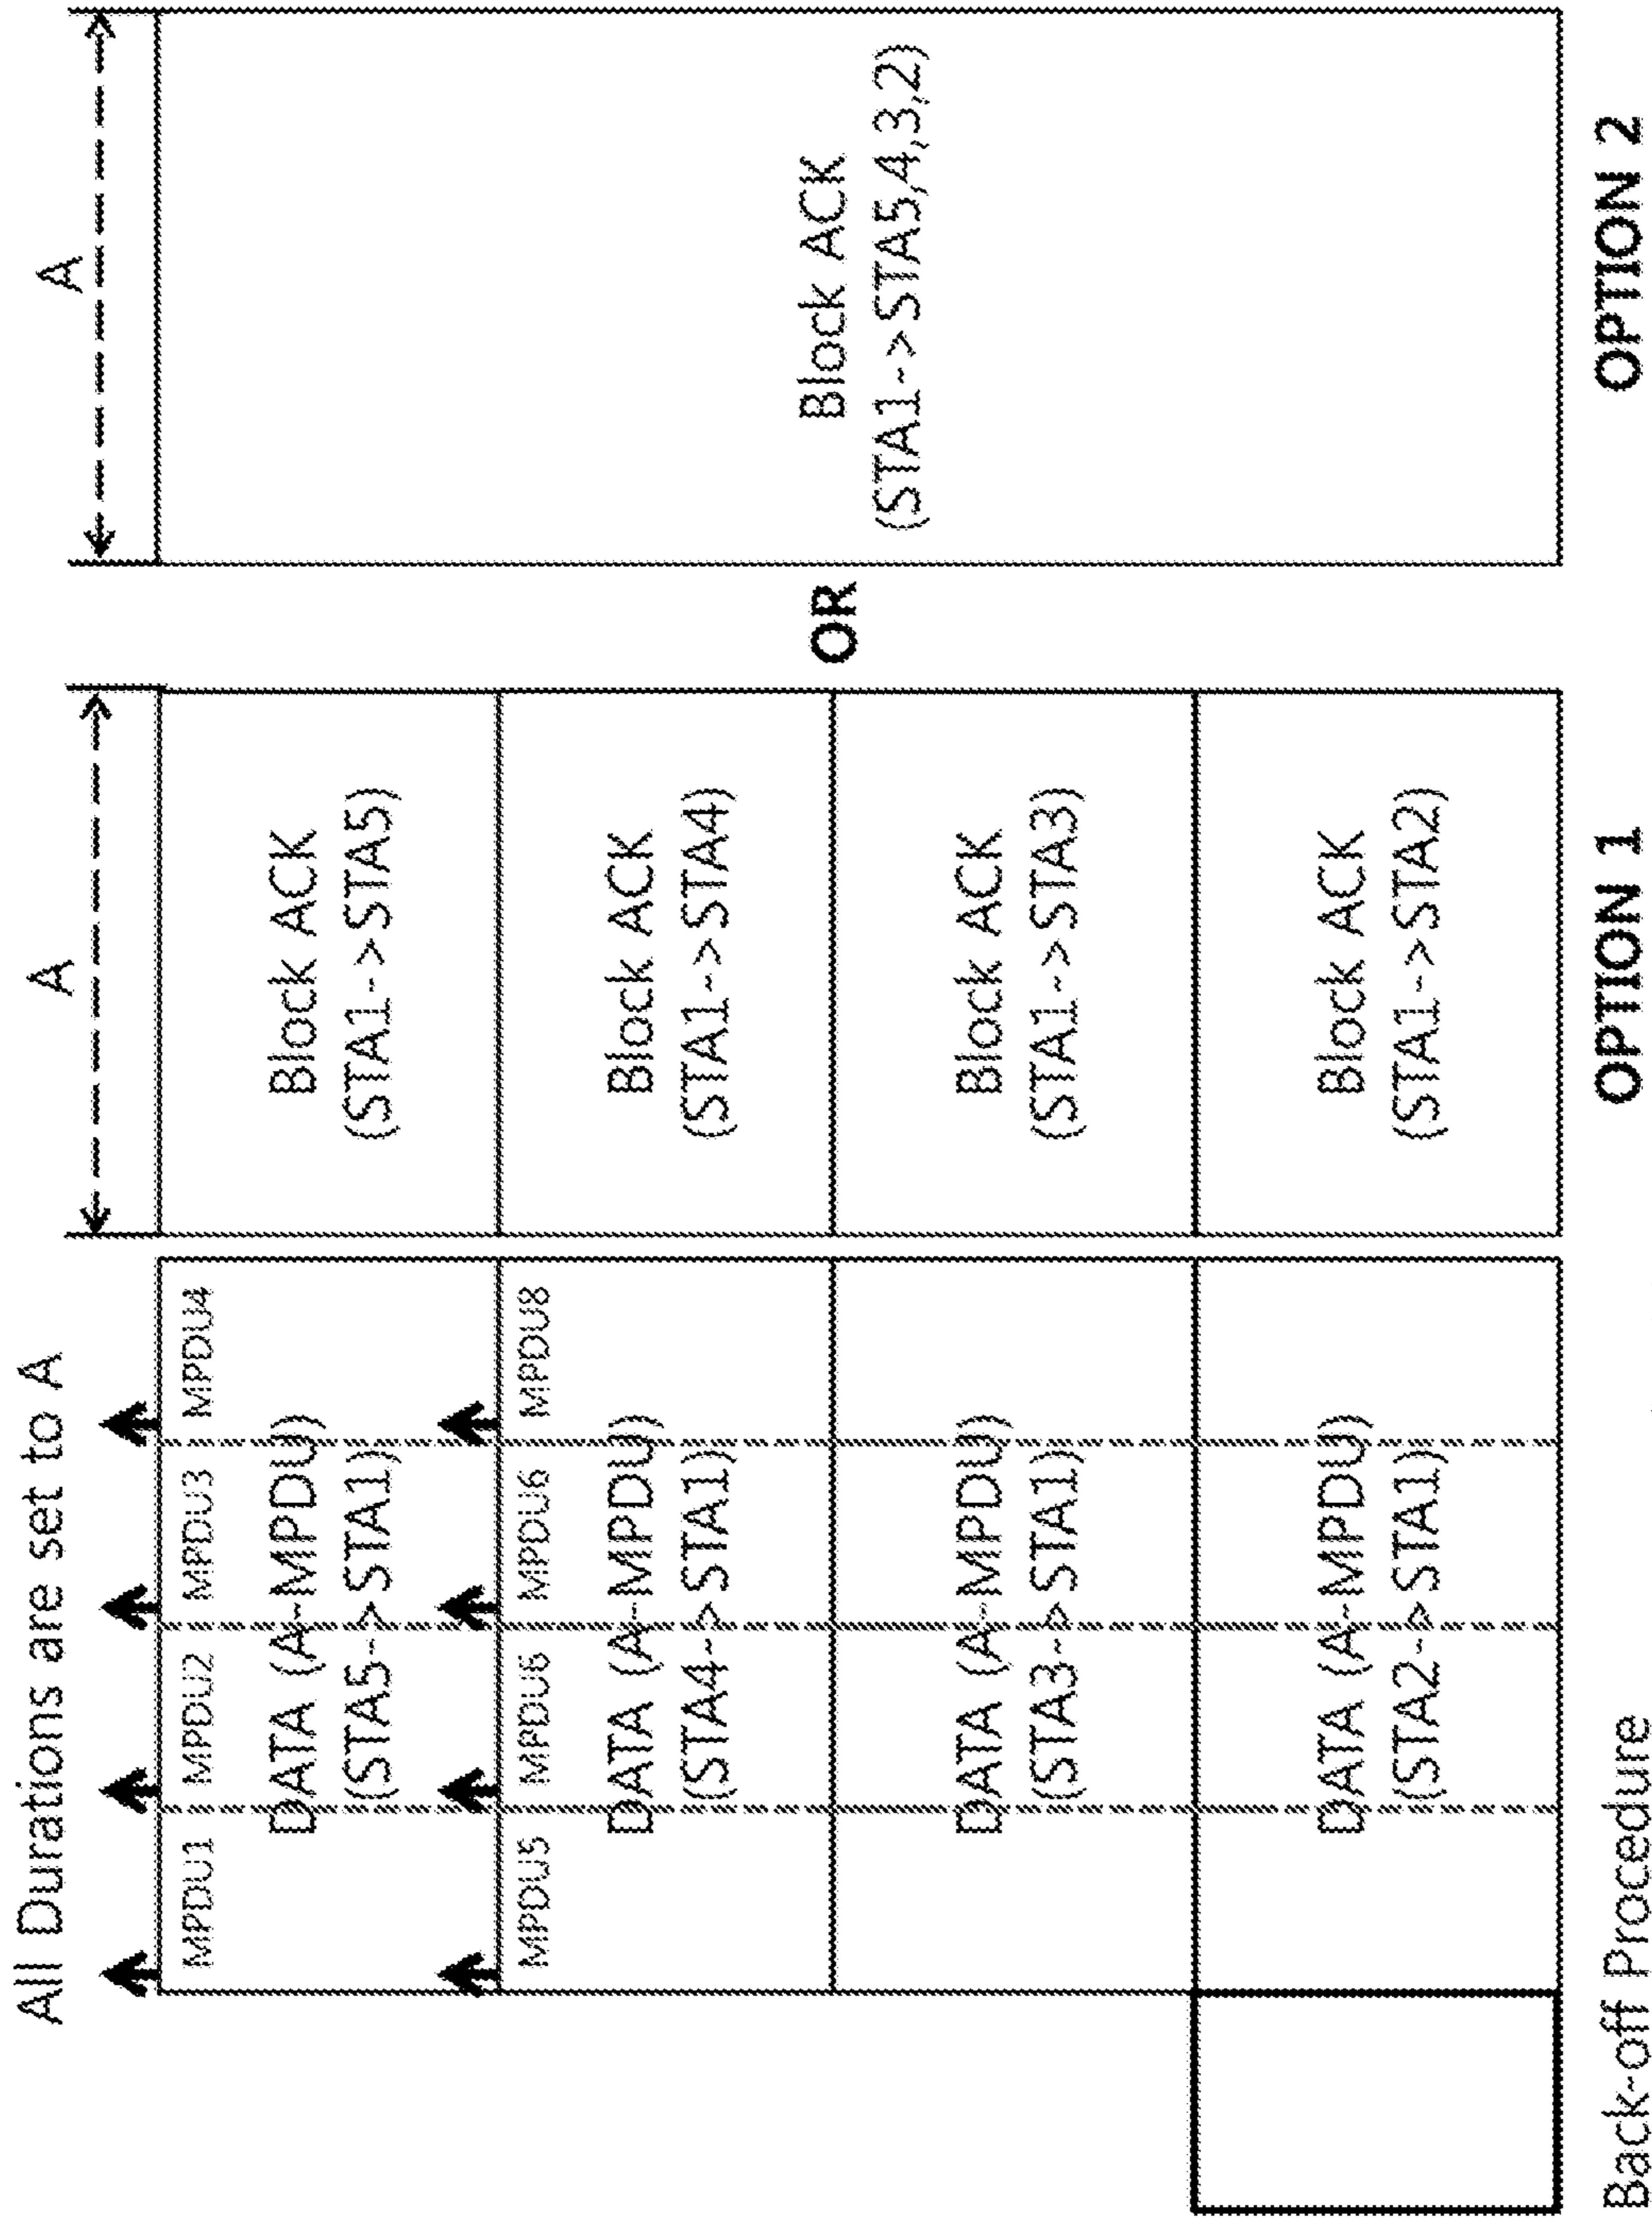 All Durations are set to A
A
A
MPDU1
MPDU2
MPDU3
MPDU4
DATA (A-MPDU)
(STA5->STA1)
Block ACK
(STA1->STA5)
MPDU5
MPDU6
MPDU6
MPDU8
DATA (A-MPDU)
(STA4->STA1)
Block ACK
(STA1->STA4)
OR
Block ACK
(STA1->STA5,4,3,2)
DATA (A-MPDU)
(STA3->STA1)
Block ACK
(STA1->STA3)
DATA (A-MPDU)
(STA2->STA1)
Block ACK
(STA1->STA2)
Back-off Procedure
OPTION 1
OPTION 2